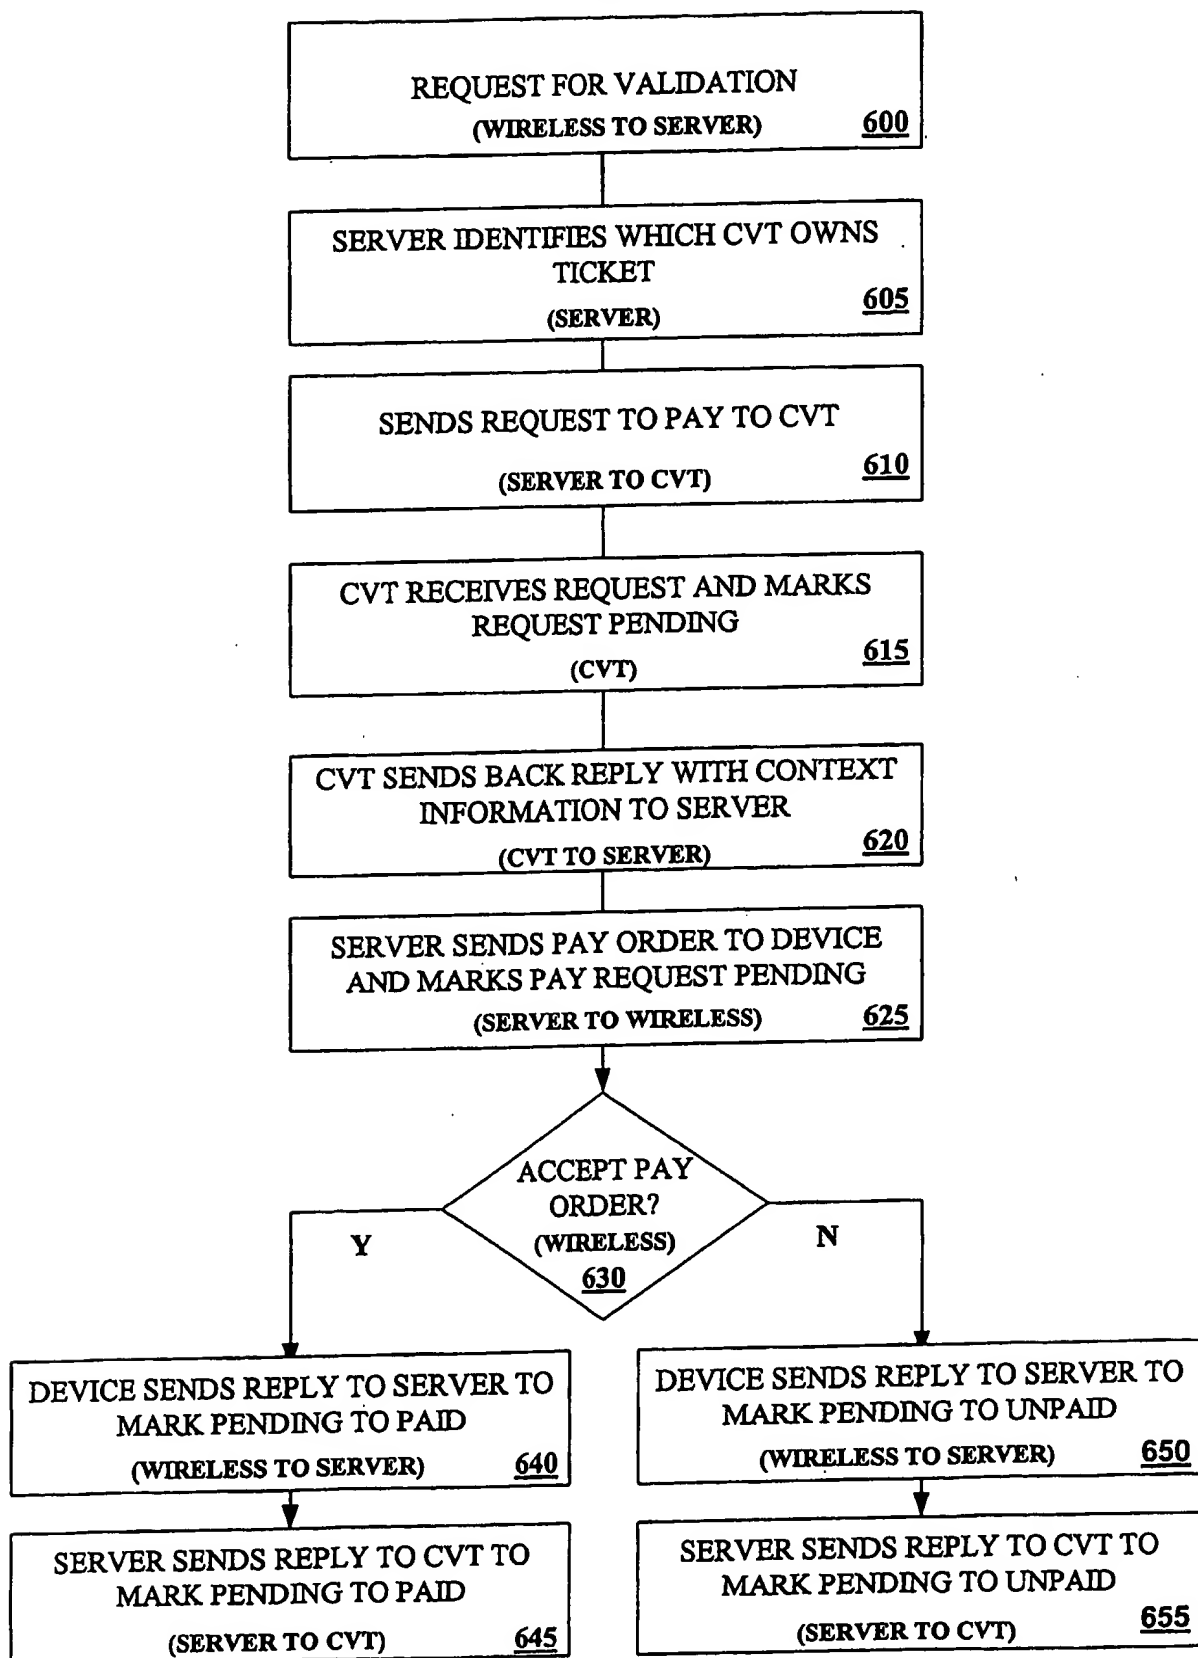 REQUEST FOR VALIDATION
(WIRELESS TO SERVER)
600
SERVER IDENTIFIES WHICH CVT OWNS
TICKET
(SERVER)
605
SENDS REQUEST TO PAY TO CVT
(SERVER TO CVT)
610
CVT RECEIVES REQUEST AND MARKS
REQUEST PENDING
(CVT)
615
CVT SENDS BACK REPLY WITH CONTEXT
INFORMATION TO SERVER
(CVT TO SERVER)
620
SERVER SENDS PAY ORDER TO DEVICE
AND MARKS PAY REQUEST PENDING
(SERVER TO WIRELESS)
625
ACCEPT PAY
ORDER?
(WIRELESS)
630
Y
N
DEVICE SENDS REPLY TO SERVER TO
MARK PENDING TO PAID
(WIRELESS TO SERVER)
640
SERVER SENDS REPLY TO CVT TO
MARK PENDING TO PAID
(SERVER TO CVT)
645
DEVICE SENDS REPLY TO SERVER TO
MARK PENDING TO UNPAID
(WIRELESS TO SERVER)
650
SERVER SENDS REPLY TO CVT TO
MARK PENDING TO UNPAID
(SERVER TO CVT)
655